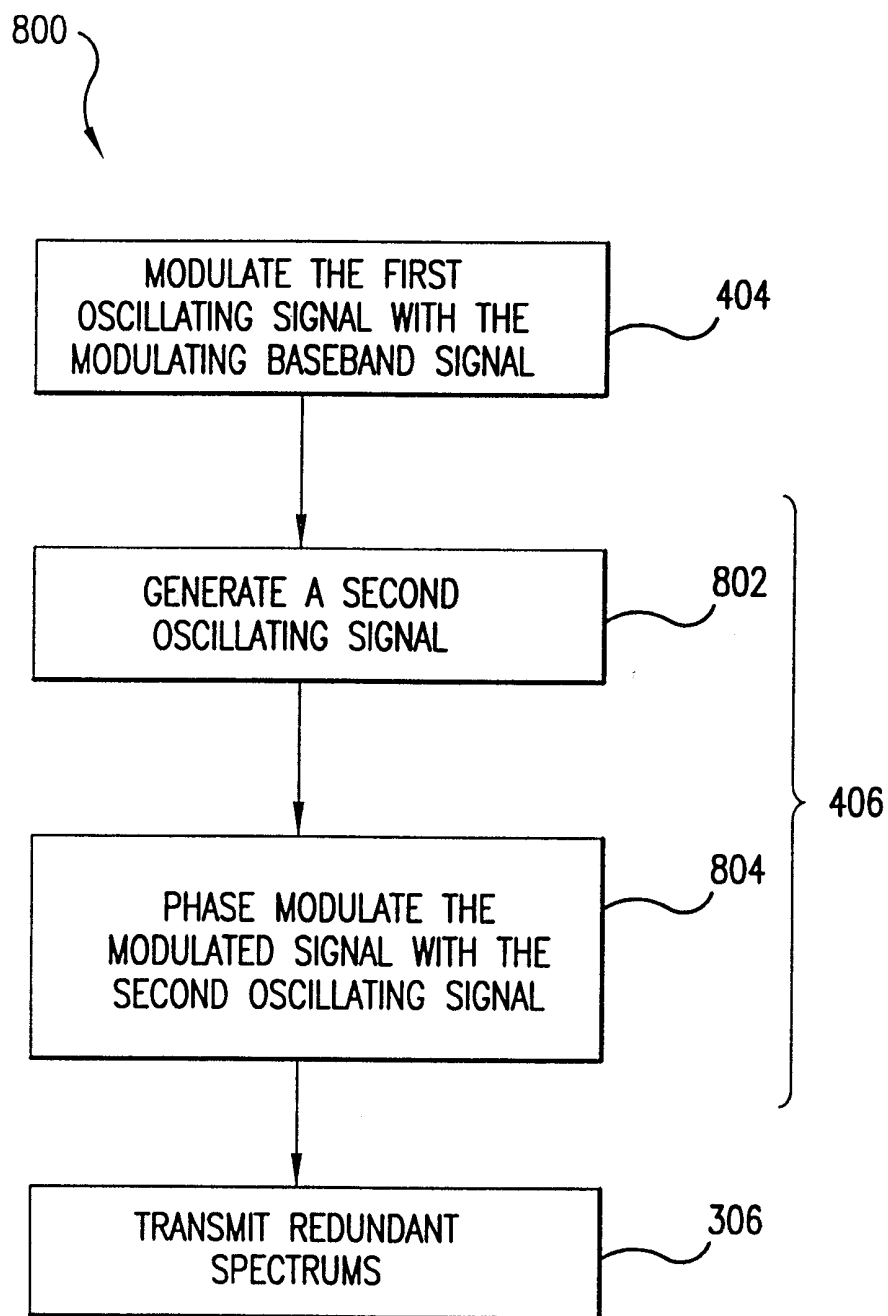 800
MODULATE THE FIRST
OSCILLATING SIGNAL WITH THE
MODULATING BASEBAND SIGNAL
404
GENERATE A SECOND
OSCILLATING SIGNAL
802
406
PHASE MODULATE THE
MODULATED SIGNAL WITH THE
SECOND OSCILLATING SIGNAL
804
TRANSMIT REDUNDANT
SPECTRUMS
306